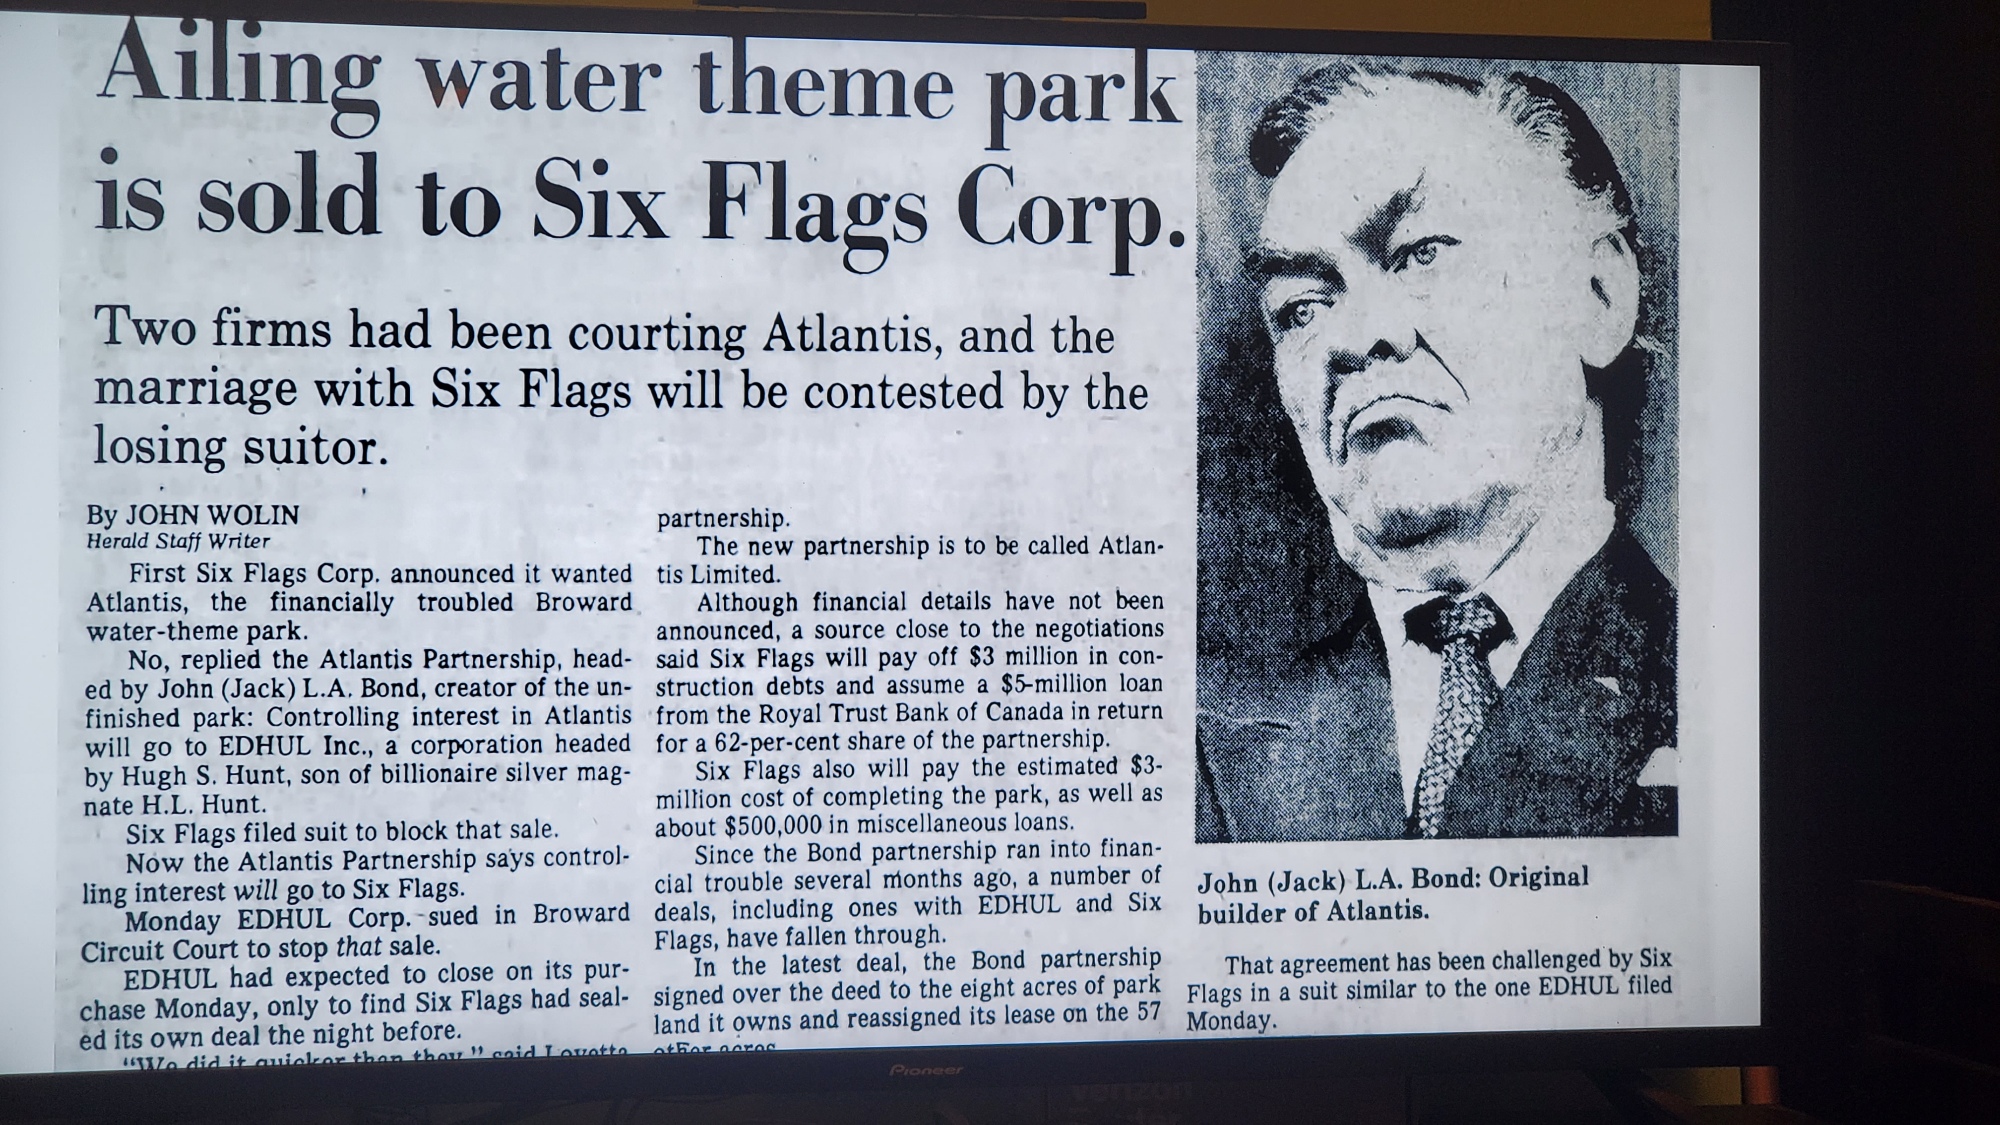 Ailing water theme park
is sold to Six Flags Corp.
Two firms had been courting Atlantis, and the
marriage with Six Flags will be contested by the
losing suitor.
By JOHN WOLIN
Herald Staff Writer
First Six Flags Corp. announced it wanted
Atlantis, the financially troubled Broward
water-theme park.
No, replied the Atlantis Partnership, head-
ed by John (Jack) L.A. Bond, creator of the un-
finished park: Controlling interest in Atlantis
will go to EDHUL Inc., a corporation headed
by Hugh S. Hunt, son of billionaire silver mag-
nate H.L. Hunt.
Six Flags filed suit to block that sale.
Now the Atlantis Partnership says control-
ling interest will go to Six Flags.
Monday EDHUL Corp. sued in Broward
Circuit Court to stop that sale.
EDHUL had expected to close on its pur-
chase Monday, only to find Six Flags had seal-
ed its own deal the night before.
"We did it quicker than they," said Lovetta
partnership.
The new partnership is to be called Atlan-
tis Limited.
Although financial details have not been
announced, a source close to the negotiations
said Six Flags will pay off $3 million in con-
struction debts and assume a $5-million loan
from the Royal Trust Bank of Canada in return
for a 62-per-cent share of the partnership.
Six Flags also will pay the estimated $3-
million cost of completing the park, as well as
about $500,000 in miscellaneous loans.
Since the Bond partnership ran into finan-
cial trouble several months ago, a number of
deals, including ones with EDHUL and Six
Flags, have fallen through.
In the latest deal, the Bond partnership
signed over the deed to the eight acres of park
land it owns and reassigned its lease on the 57
other acres
John (Jack) L.A. Bond: Original
builder of Atlantis.
That agreement has been challenged by Six
Flags in a suit similar to the one EDHUL filed
Monday.
Pioneer
verizon